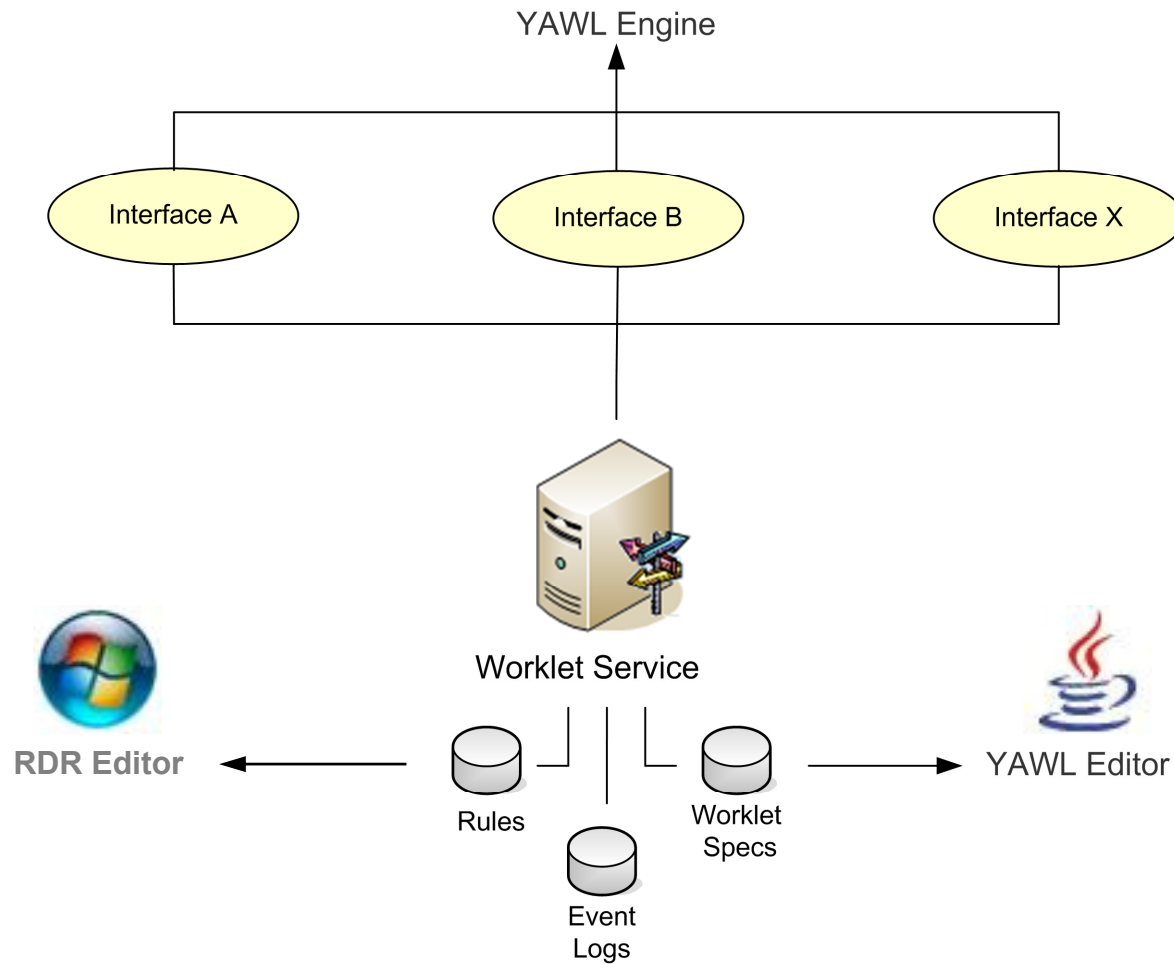 YAWL Engine
Interface A
Interface B
Interface X
Worklet Service
RDR Editor
Rules
Worklet
Specs
YAWL Editor
Event
Logs